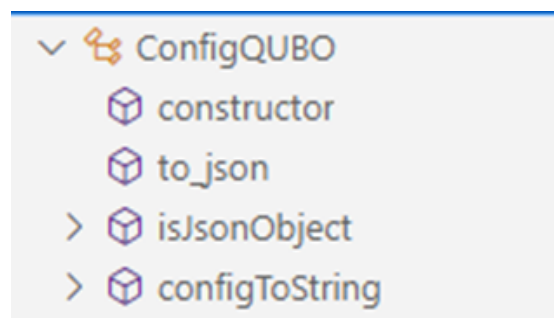 ConfigQUBO
constructor
to_json
isJsonObject
configToString